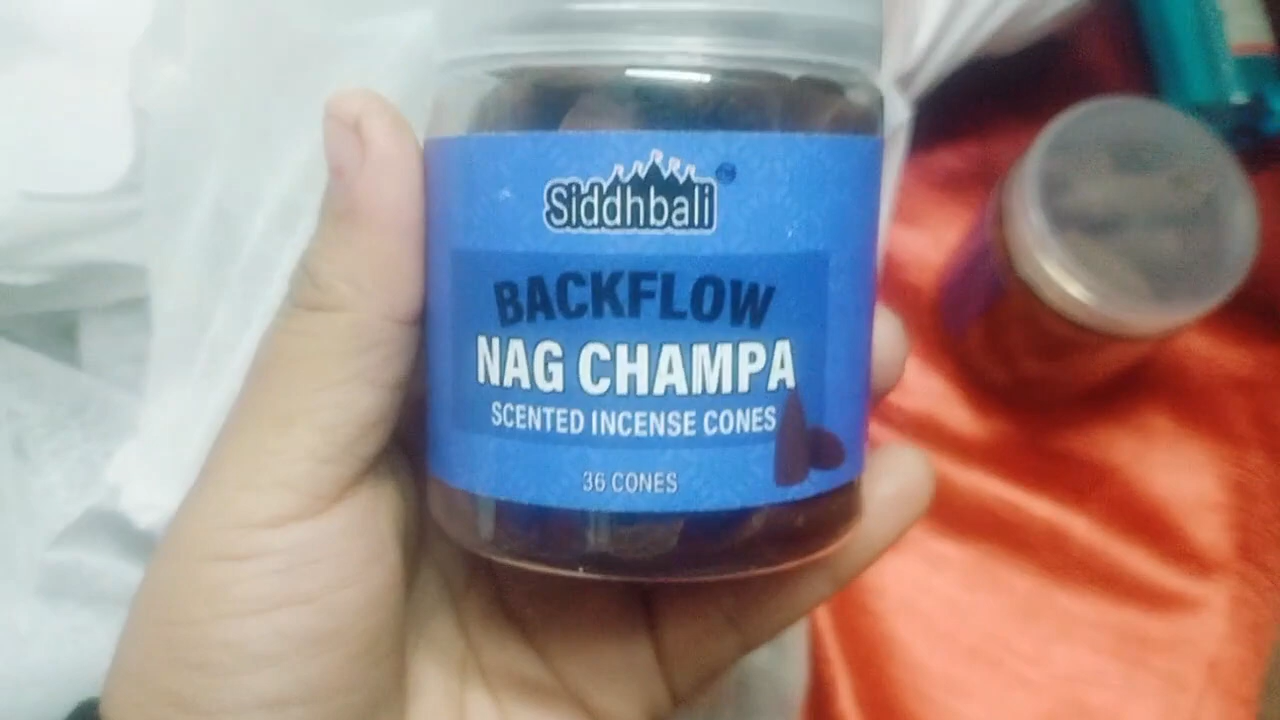 Siddhbali
BACKFLOW
NAG CHAMPA
SCENTED INCENSE CONES
36 CONES